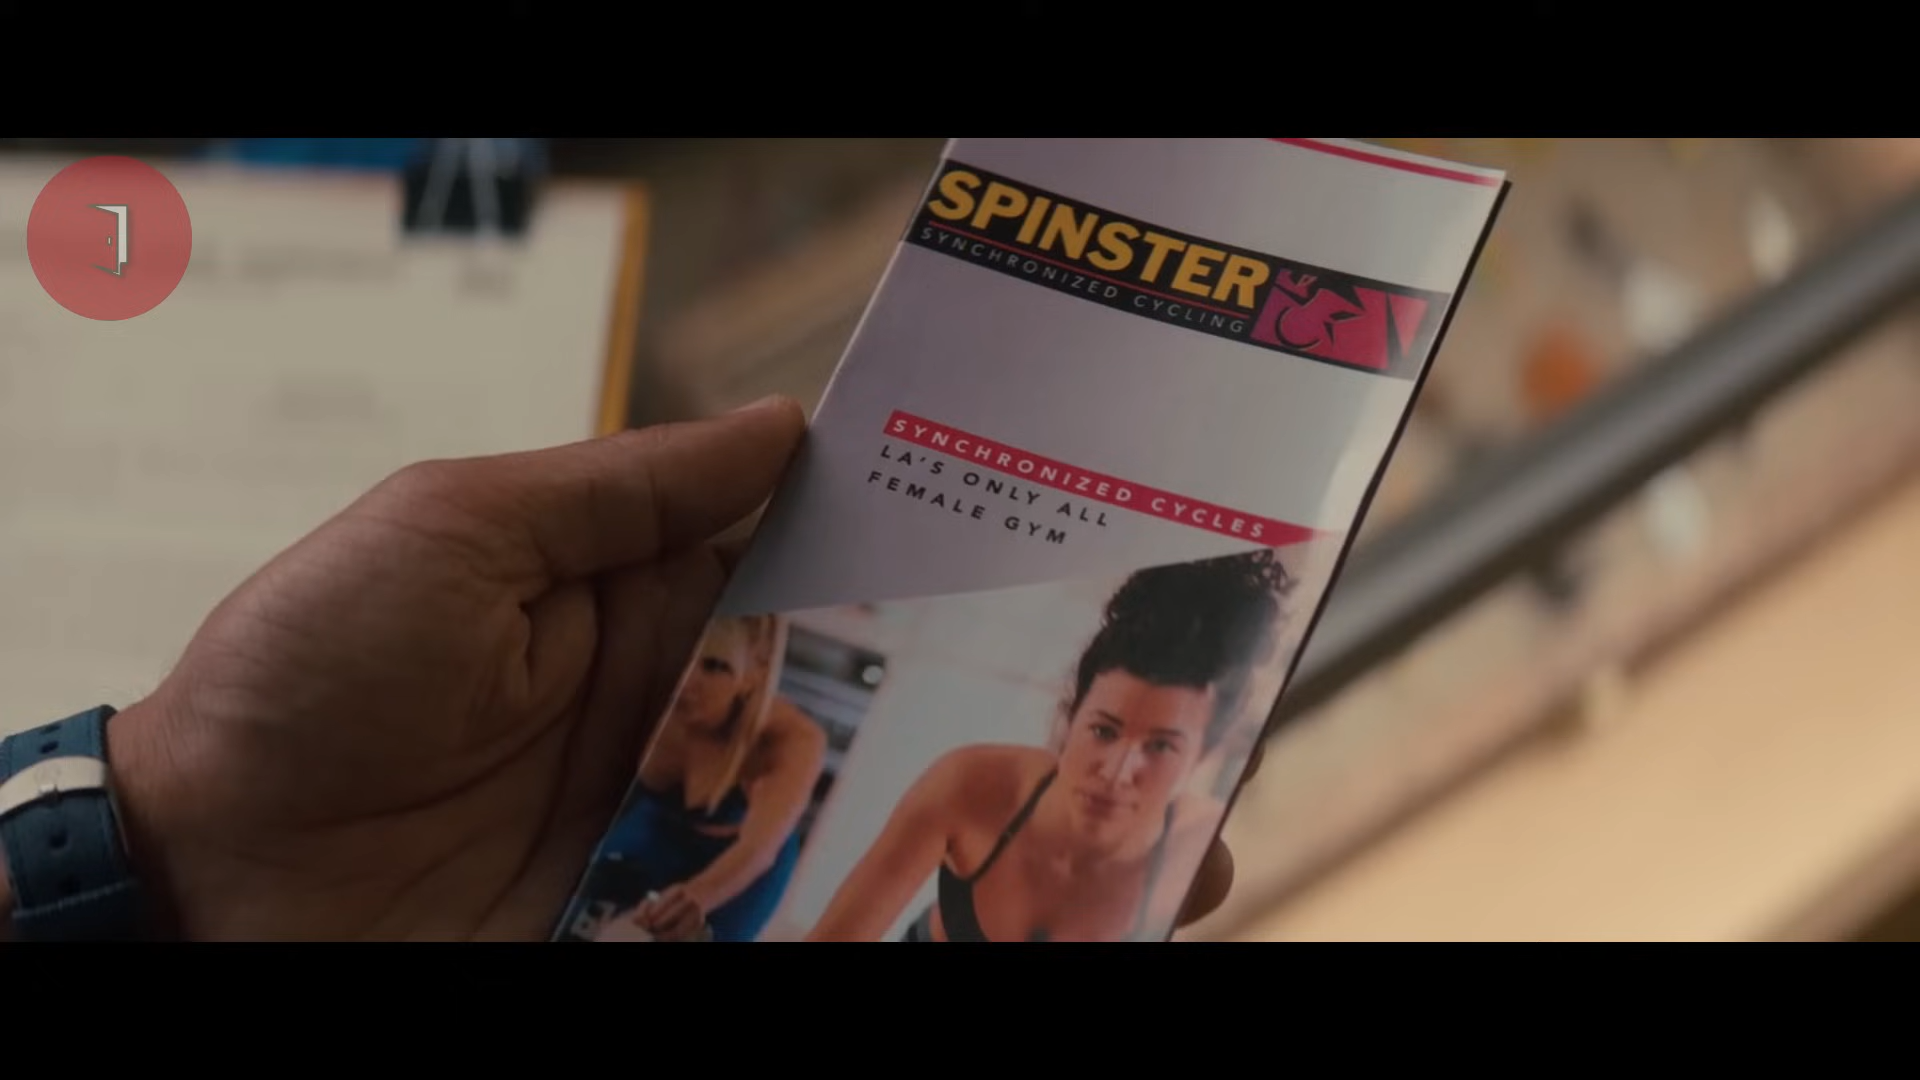 SPINSTER
SYNCHRONIZED CYCLING
SYNCHRONIZED CYCLES
LA'S ONLY ALL
FEMALE GYM